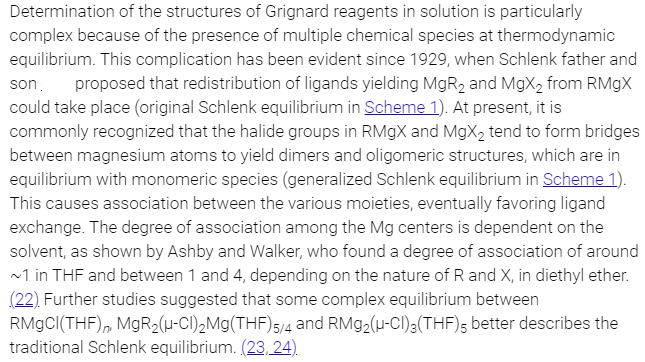 Determination of the structures of Grignard reagents in solution is particularly
complex because of the presence of multiple chemical species at thermodynamic
equilibrium. This complication has been evident since 1929, when Schlenk father and
son . proposed that redistribution of ligands yielding MgR₂ and MgX₂ from RMgX
could take place (original Schlenk equilibrium in Scheme 1). At present, it is
commonly recognized that the halide groups in RMgX and MgX₂ tend to form bridges
between magnesium atoms to yield dimers and oligomeric structures, which are in
equilibrium with monomeric species (generalized Schlenk equilibrium in Scheme 1).
This causes association between the various moieties, eventually favoring ligand
exchange. The degree of association among the Mg centers is dependent on the
solvent, as shown by Ashby and Walker, who found a degree of association of around
~1 in THF and between 1 and 4, depending on the nature of R and X, in diethyl ether.
(22) Further studies suggested that some complex equilibrium between
RMgCl(THF)ₙ, MgR₂(μ-Cl)₂Mg(THF)₅/₄ and RMg₂(μ-Cl)₃(THF)₅ better describes the
traditional Schlenk equilibrium. (23, 24)